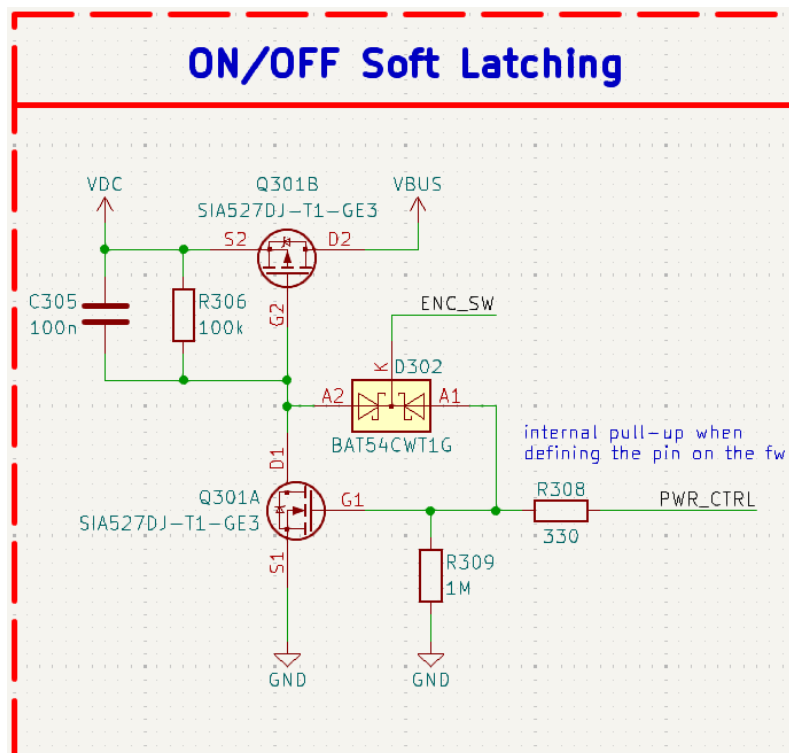 ON/OFF Soft Latching
VDC
Q301B
VBUS
SIA527DJ-T1-GE3
S2
D2
C305
100n
R306
100k
G2
ENC_SW
K
D302
A2
A1
BAT54CWT1G
internal pull-up when
defining the pin on the fw
D1
Q301A
SIA527DJ-T1-GE3
G1
R308
330
PWR_CTRL
S1
R309
1M
GND
GND